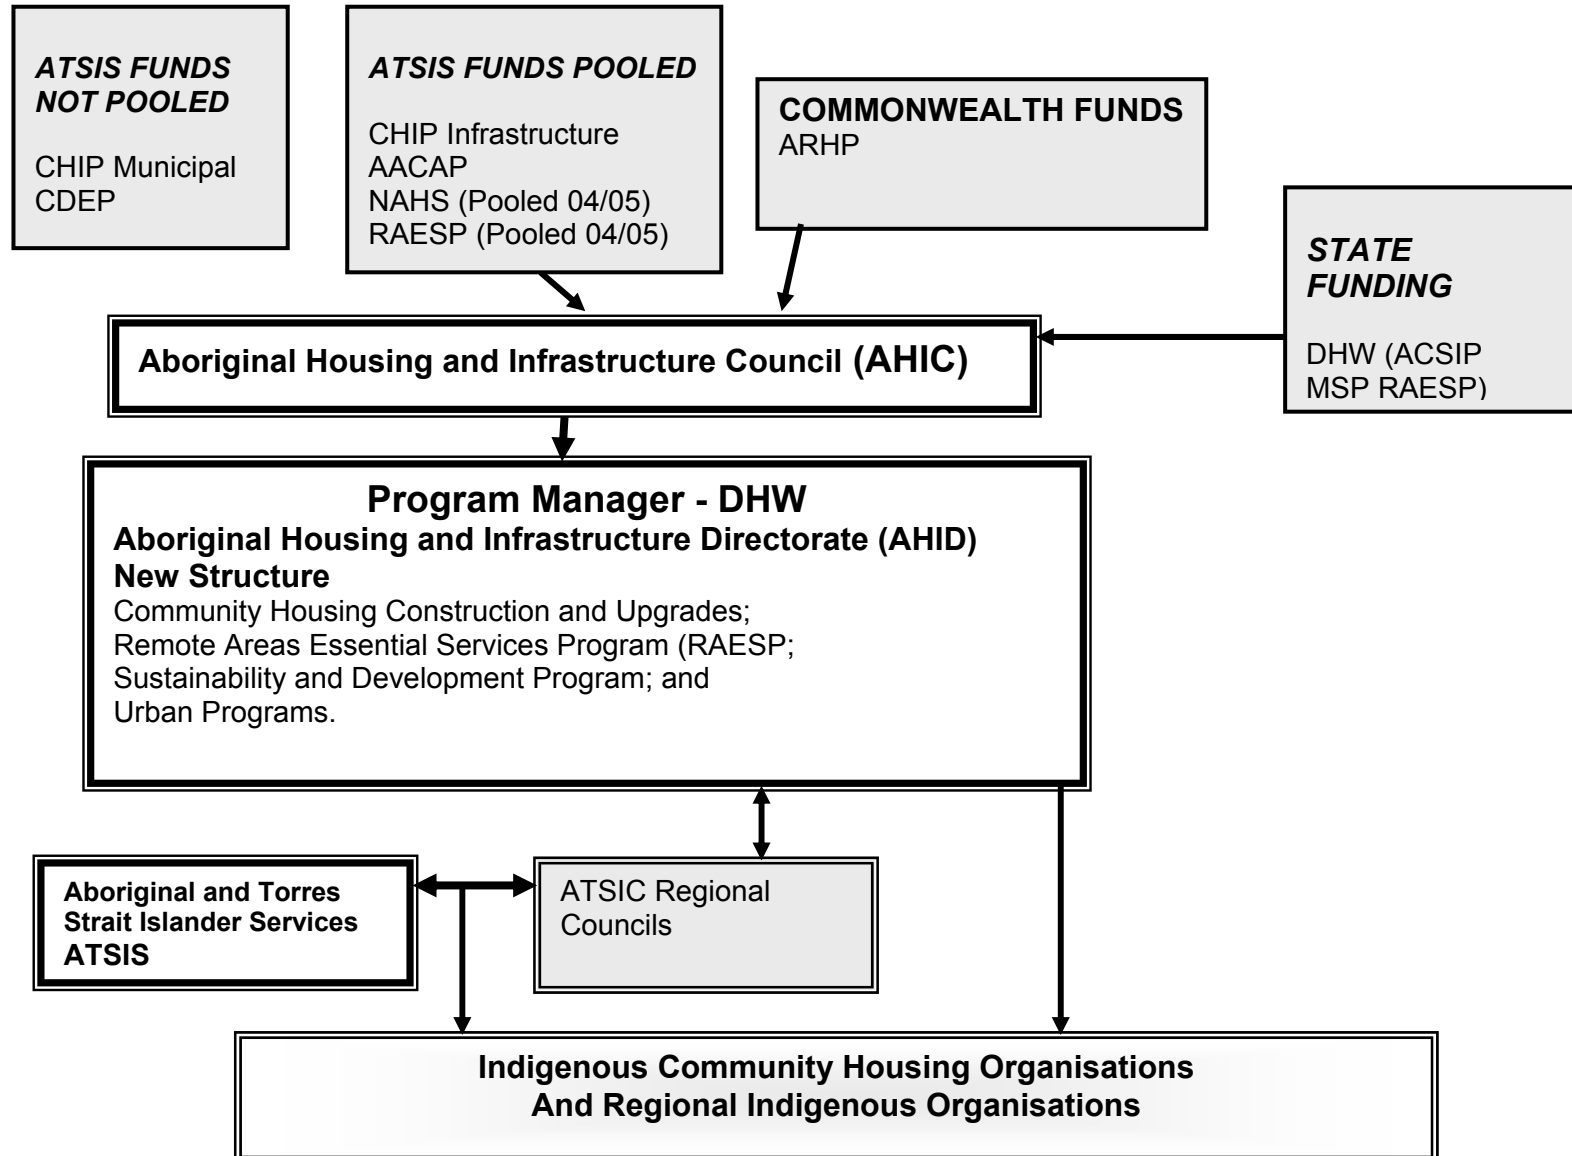 ATSIS FUNDS
NOT POOLED
CHIP Municipal
CDEP
ATSIS FUNDS POOLED
CHIP Infrastructure
AACAP
NAHS (Pooled 04/05)
RAESP (Pooled 04/05)
COMMONWEALTH FUNDS
ARHP
STATE
FUNDING
DHW (ACSIP
MSP RAESP)
Aboriginal Housing and Infrastructure Council (AHIC)
Program Manager - DHW
Aboriginal Housing and Infrastructure Directorate (AHID)
New Structure
Community Housing Construction and Upgrades;
Remote Areas Essential Services Program (RAESP;
Sustainability and Development Program; and
Urban Programs.
Aboriginal and Torres
Strait Islander Services
ATSIS
ATSIC Regional
Councils
Indigenous Community Housing Organisations
And Regional Indigenous Organisations